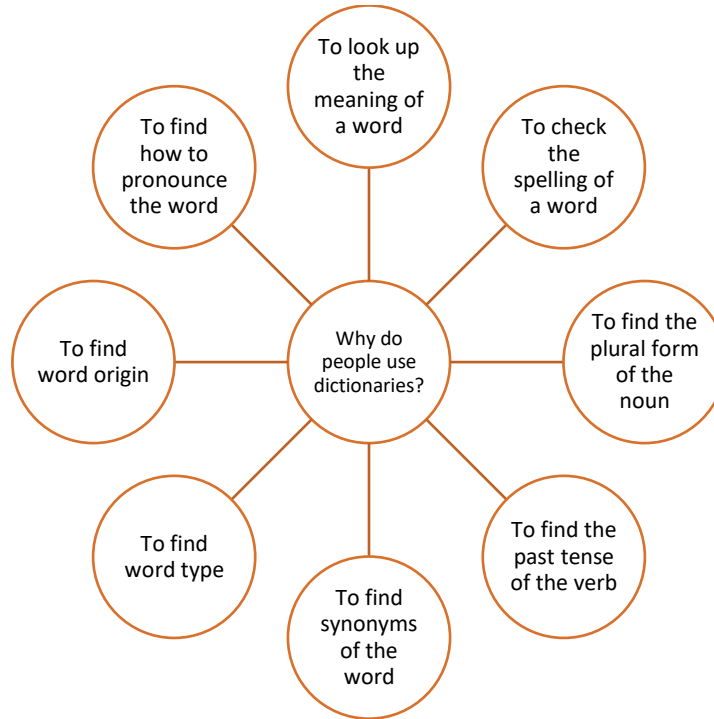 To look up
the
meaning of
a word
To check
the
spelling of
a word
To find the
plural form
of the
noun
To find the
past tense
of the verb
To find
synonyms
of the
word
To find
word type
To find
word origin
To find
how to
pronounce
the word
Why do
people use
dictionaries?